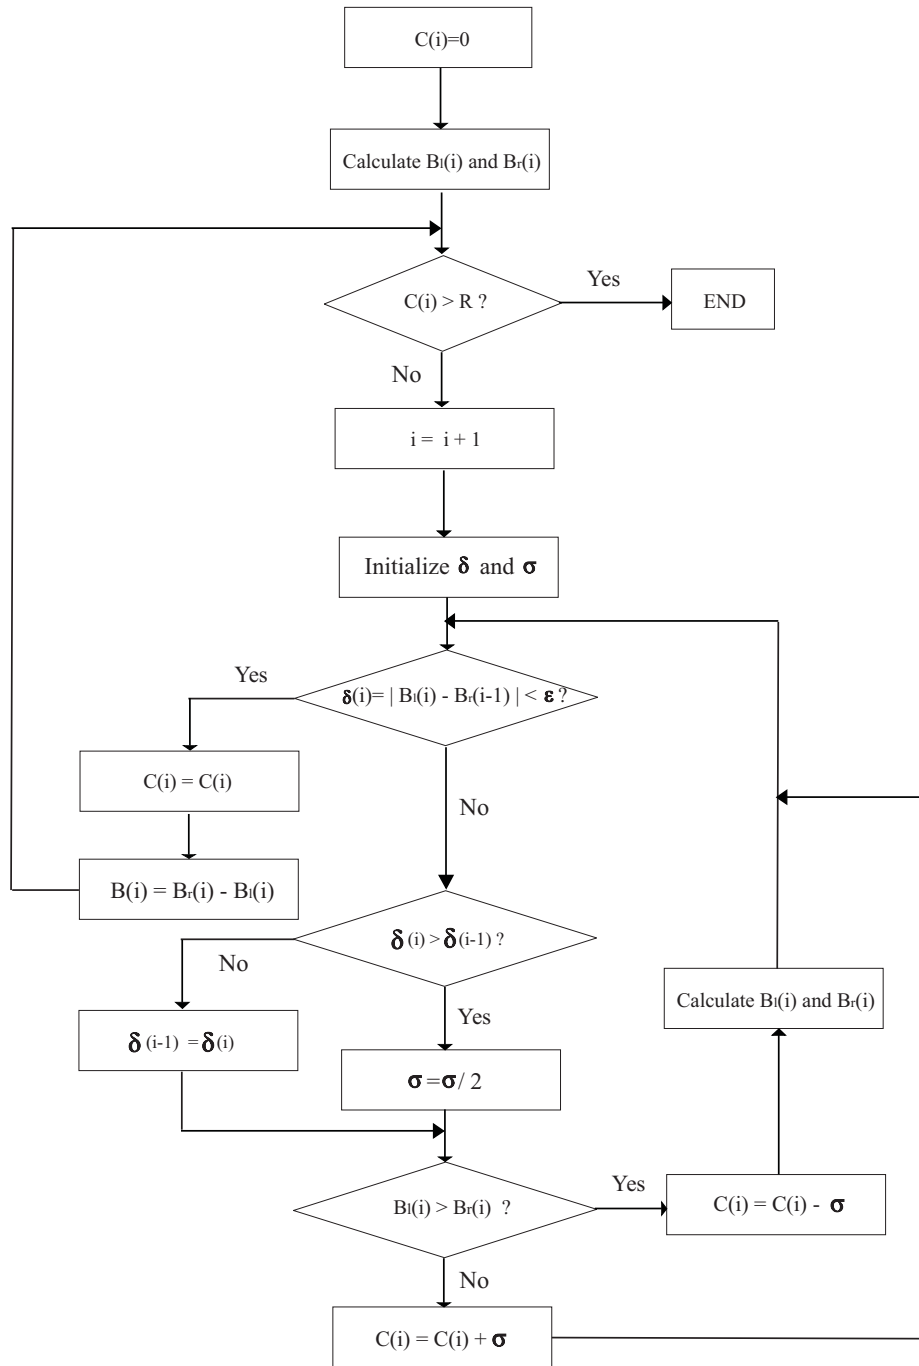 C(i)=0
Calculate Bl(i) and Br(i)
C(i) > R ?
Yes
END
No
i = i + 1
Initialize δ and σ
Yes
δ(i)= | Bl(i) - Br(i-1) | < ε ?
C(i) = C(i)
No
B(i) = Br(i) - Bl(i)
δ (i) > δ(i-1) ?
No
Calculate Bl(i) and Br(i)
Yes
δ (i-1) = δ(i)
σ = σ / 2
Yes
Bl(i) > Br(i) ?
C(i) = C(i) - σ
No
C(i) = C(i) + σ